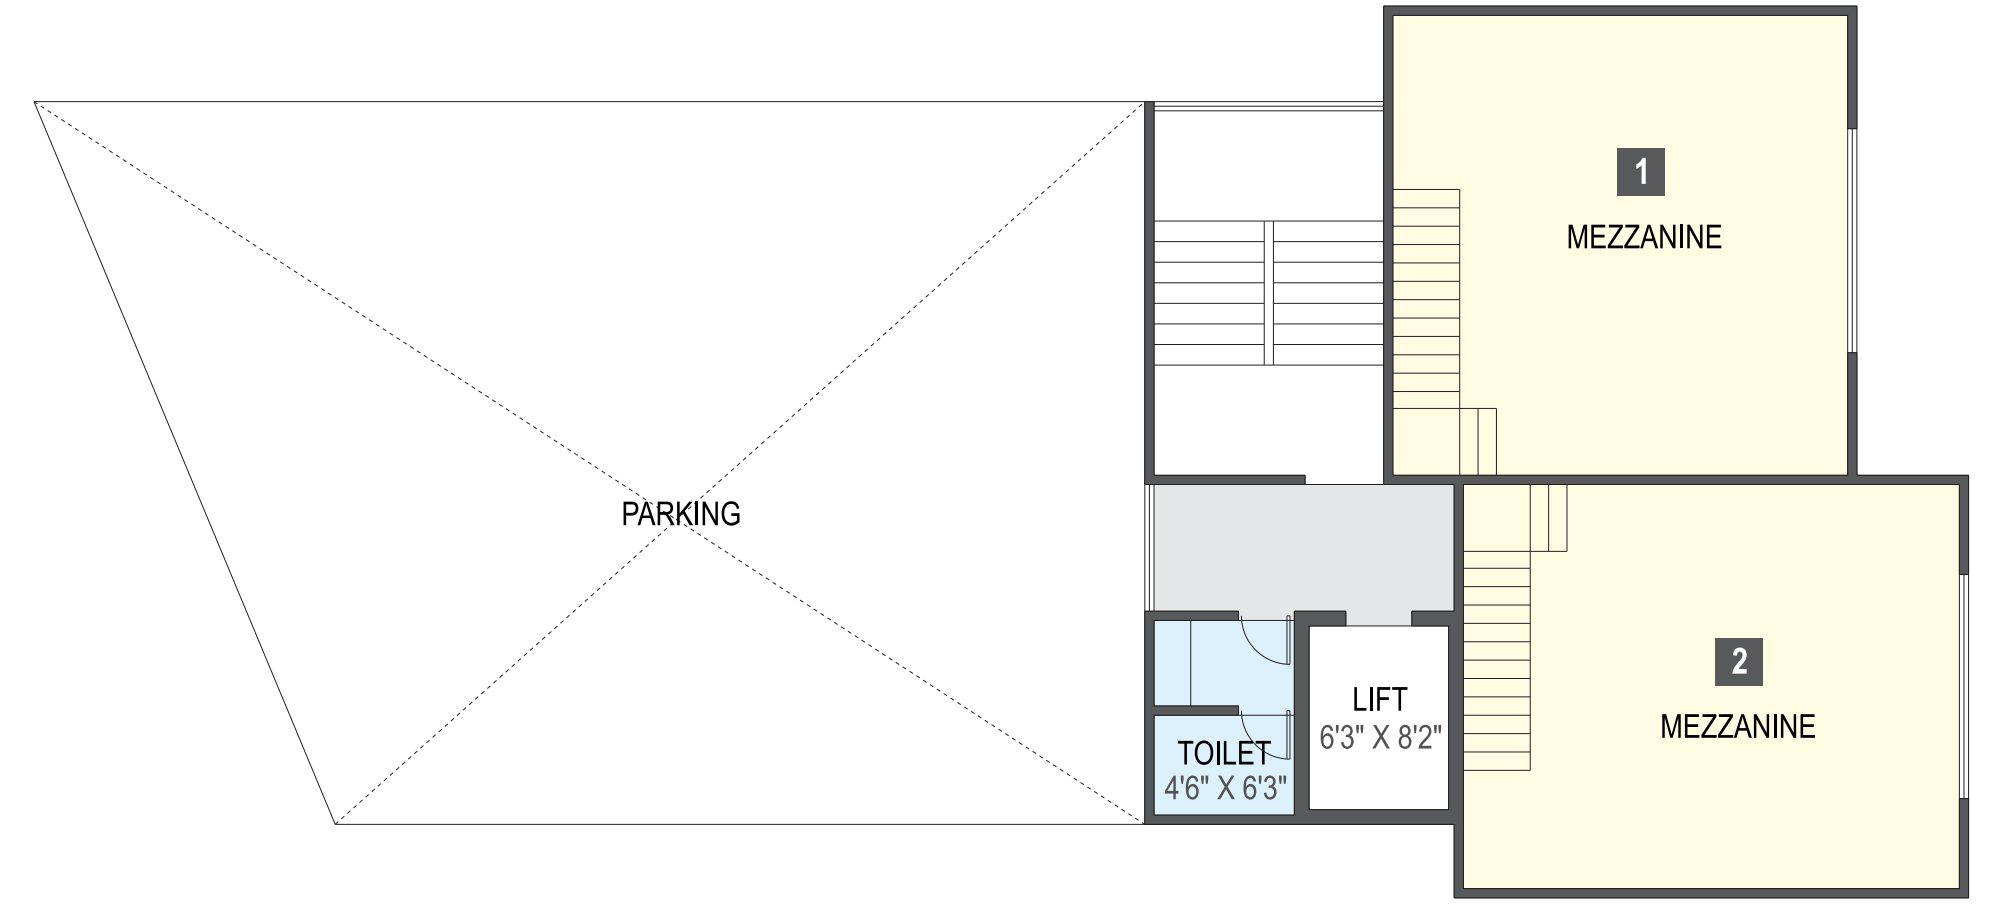 1
MEZZANINE
PARKING
2
MEZZANINE
LIFT
6'3" X 8'2"
TOILET
4'6" X 6'3"